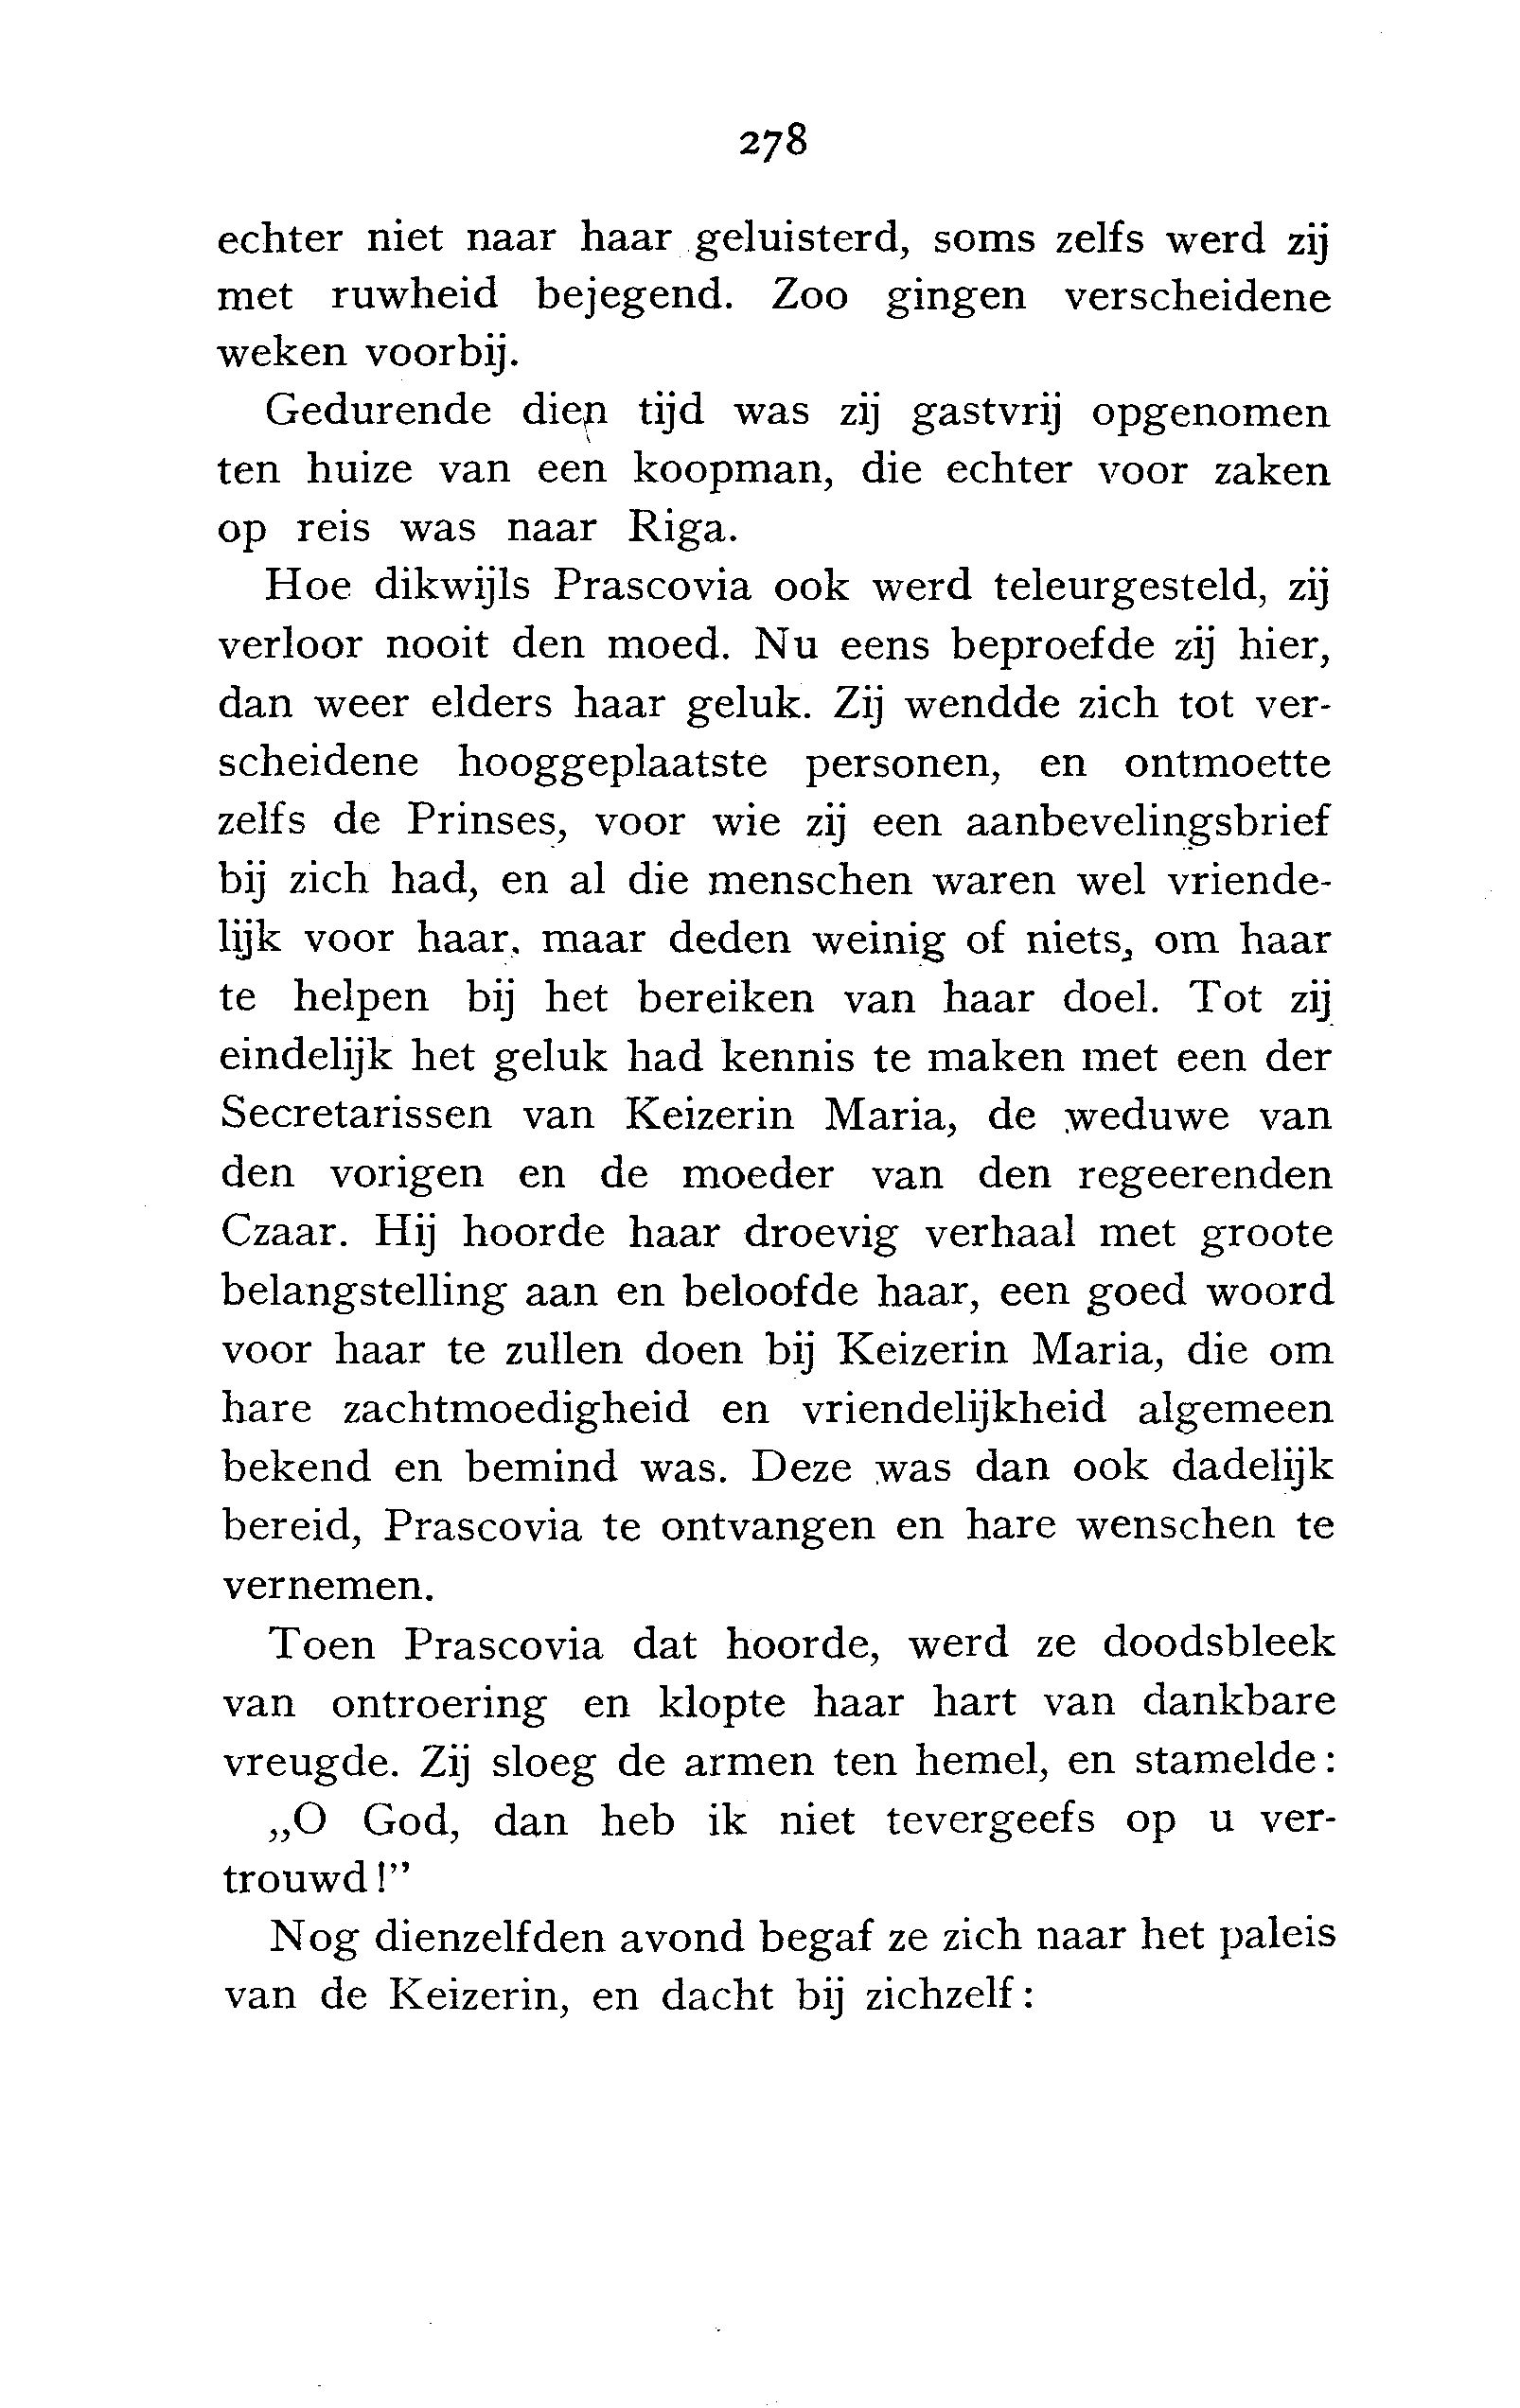 278
echter niet naar haar geluisterd, soms zelfs werd zij
met ruwheid bejegend. Zoo gingen verscheidene
weken voorbij.
Gedurende dien tijd was zij gastvrij opgenomen
ten huize van een koopman, die echter voor zaken
op reis was naar Riga.
Hoe dikwijls Prascovia ook werd teleurgesteld, zij
verloor nooit den moed. Nu eens beproefde zij hier,
dan weer elders haar geluk. Zij wendde zich tot ver-
scheidene hooggeplaatste personen, en ontmoette
zelfs de Prinses, voor wie zij een aanbevelingsbrief
bij zich had, en al die menschen waren wel vriende-
lijk voor haar, maar deden weinig of niets, om haar
te helpen bij het bereiken van haar doel. Tot zij
eindelijk het geluk had kennis te maken met een der
Secretarissen van Keizerin Maria, de weduwe van
den vorigen en de moeder van den regeerenden
Czaar. Hij hoorde haar droevig verhaal met groote
belangstelling aan en beloofde haar, een goed woord
voor haar te zullen doen bij Keizerin Maria, die om
hare zachtmoedigheid en vriendelijkheid algemeen
bekend en bemind was. Deze was dan ook dadelijk
bereid, Prascovia te ontvangen en hare wenschen te
vernemen.
Toen Prascovia dat hoorde, werd ze doodsbleek
van ontroering en klopte haar hart van dankbare
vreugde. Zij sloeg de armen ten hemel, en stamelde:
„O God, dan heb ik niet tevergeefs op u ver-
trouwd!”
Nog dienzelfden avond begaf ze zich naar het paleis
van de Keizerin, en dacht bij zichzelf: